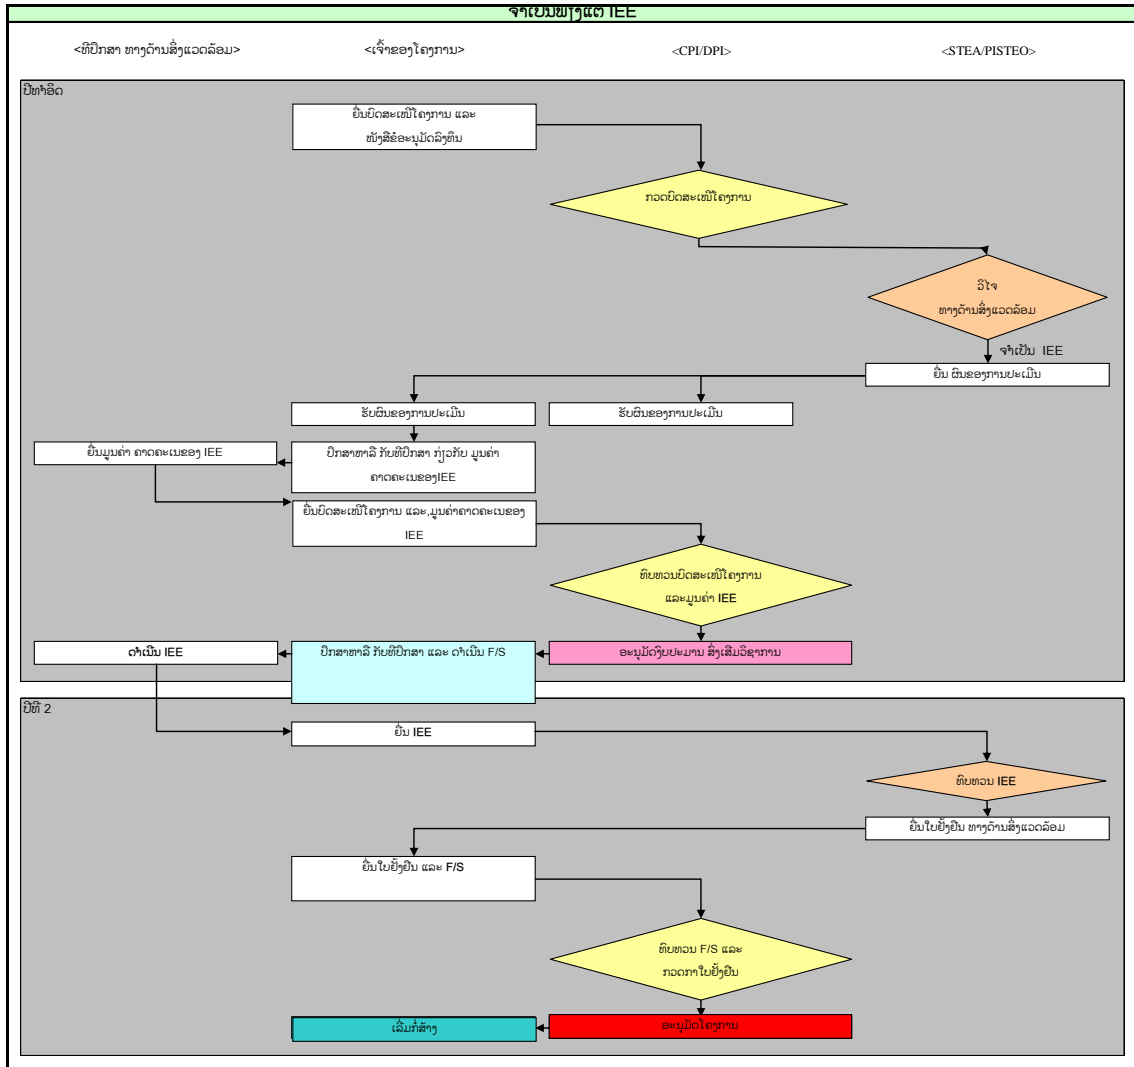 ຈຳເປັນພຽງແຕ່ IEE
<ທີປຶກສາ ທາງດ້ານສິ່ງແວດລ້ອມ>
<ເຈົ້າຂອງໂຄງການ>
<CPI/DPI>
<STEA/PISTEO>
ປີທຳອິດ
ຍື່ນບົດສະເໜີໂຄງການ ແລະ
ໜັງສືຂໍອະນຸມັດລົງທຶນ
ກວດບົດສະເໜີໂຄງການ
ວິໄຈ
ທາງດ້ານສິ່ງແວດລ້ອມ
ຈຳເປັນ IEE
ຍື່ນ ຜົນຂອງການປະເມີນ
ຮັບຜົນຂອງການປະເມີນ
ຮັບຜົນຂອງການປະເມີນ
ຍື່ນມູນຄ່າ ຄາດຄະເນຂອງ IEE
ປຶກສາຫາລື ກັບທີປຶກສາ ກ່ຽວກັບ ມູນຄ່າ
ຄາດຄະເນຂອງIEE
ຍື່ນບົດສະເໜີໂຄງການ ແລະ,ມູນຄ່າຄາດຄະເນຂອງ
IEE
ທົບທວນບົດສະເໜີໂຄງການ
ແລະມູນຄ່າ IEE
ດຳເນີນ IEE
ປຶກສາຫາລື ກັບທີປຶກສາ ແລະ ດຳເນີນ F/S
ອະນຸມັດງົບປະມານ ສົ່ງເສີມວິຊາການ
ປີທີ 2
ຍື່ນ IEE
ທົບທວນ IEE
ຍື່ນໃບຢັ້ງຢືນ ທາງດ້ານສິ່ງແວດລ້ອມ
ຍື່ນໃບຢັ້ງຢືນ ແລະ F/S
ທົບທວນ F/S ແລະ
ກວດກາໃບຢັ້ງຢືນ
ເລີ່ມກໍ່ສ້າງ
ອະນຸມັດໂຄງການ